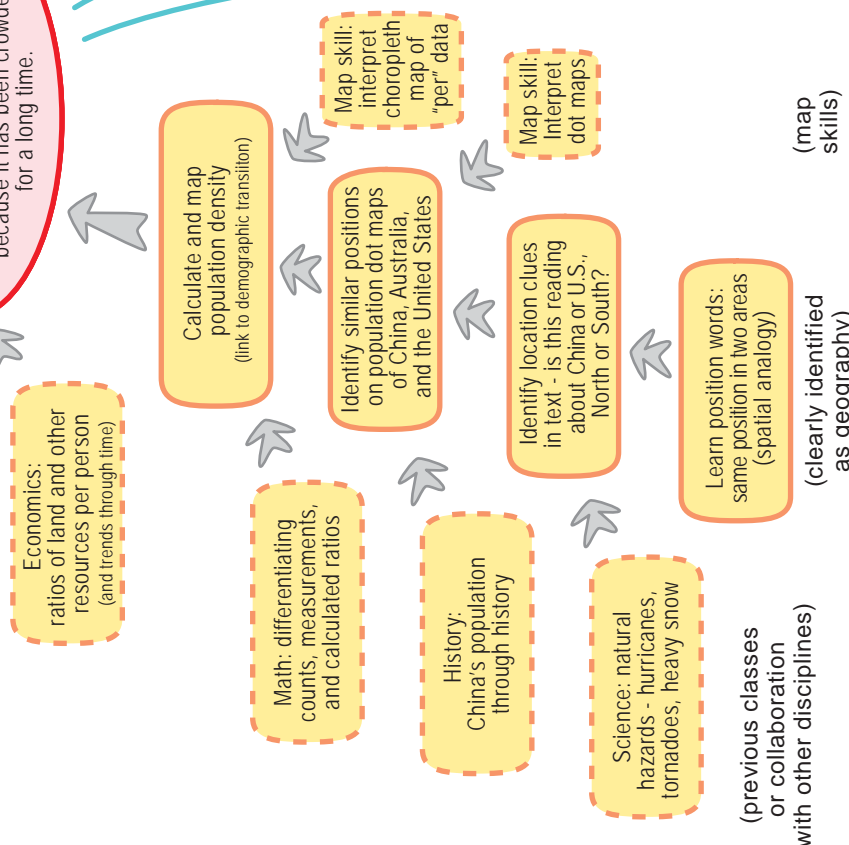 because it has been crowde
for a long time.
Economics:
ratios of land and other
resources per person
(and trends through time)
Calculate and map
population density
(link to demographic transiiton)
Map skill:
interpret
choropleth
map of
"per" data
Math: differentiating
counts, measurements,
and calculated ratios
Identify similar positions
on population dot maps
of China, Australia,
and the United States
Map skill:
Interpret
dot maps
History:
China's population
through history
Identify location clues
in text - is this reading
about China or U.S.,
North or South?
Science: natural
hazards - hurricanes,
tornadoes, heavy snow
Learn position words:
same position in two areas
(spatial analogy)
(previous classes
or collaboration
with other disciplines)
(clearly identified
as geography)
(map
skills)